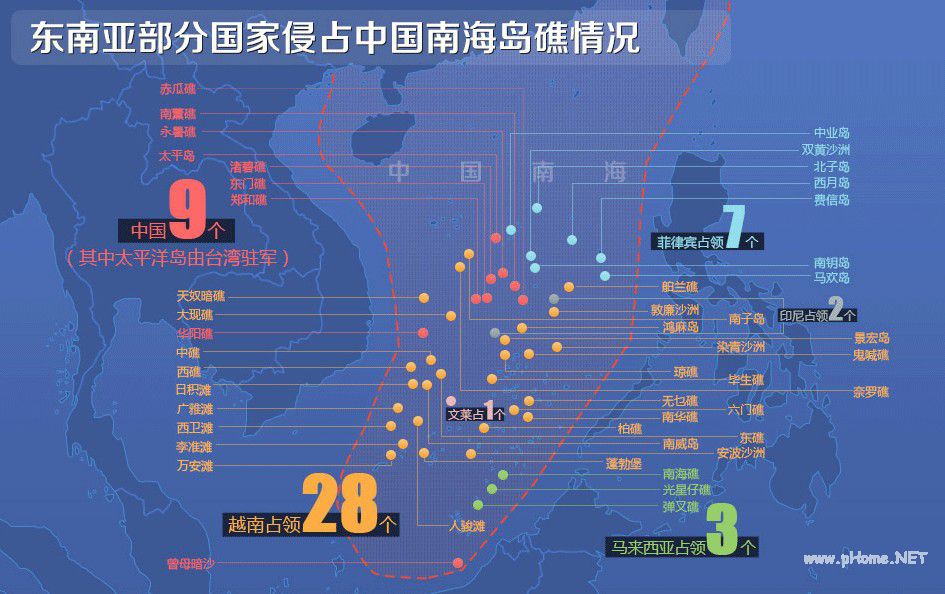 东南亚部分国家侵占中国南海岛礁情况
中 国 南 海
赤瓜礁
南薰礁
永暑礁
太平岛
渚碧礁
东门礁
郑和礁
中国9个
（其中太平洋岛由台湾驻军）
中业岛
双黄沙洲
北子岛
西月岛
费信岛
菲律宾占领7个
南钥岛
马欢岛
天奴暗礁
大现礁
华阳礁
中礁
西礁
日积滩
广雅滩
西卫滩
李准滩
万安滩
舶兰礁
敦廉沙洲
南子岛
鸿庥岛
染青沙洲
印尼占领2个
景宏岛
鬼喊礁
琼礁
毕生礁
奈罗礁
文莱占1个
无乜礁
六门礁
南华礁
柏礁
东礁
南威岛
安波沙洲
蓬勃堡
越南占领28个
人骏滩
南海礁
光星仔礁
弹叉礁
马来西亚占领3个
曾母暗沙
www.pHome.NET